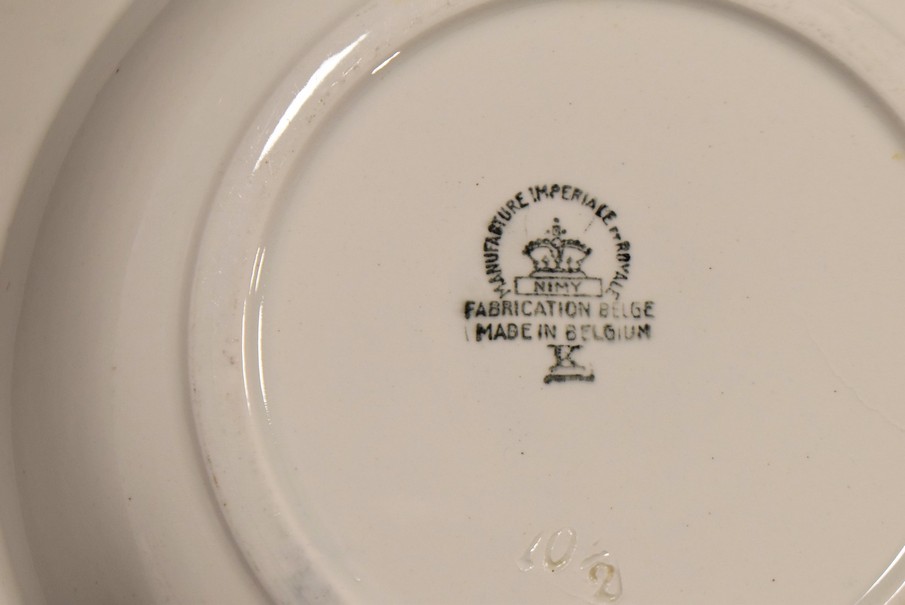 MANUFACTURE IMPERIALE ET ROYALE
NIMY
FABRICATION BELGE
MADE IN BELGIUM
K